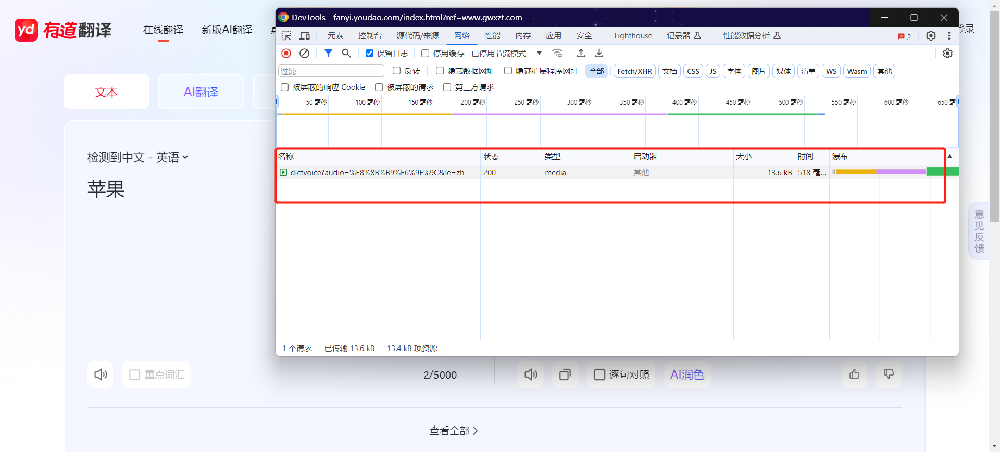 yd 有道翻译 在线翻译 新版AI翻译 登录
DevTools - fanyi.youdao.com/index.html?ref=www.gwxzt.com
元素 控制台 源代码/来源 网络 性能 内存 应用 安全 Lighthouse 记录器 性能数据分析 2
保留日志 停用缓存 已停用节流模式
过滤 反转 隐藏数据网址 隐藏扩展程序网址 全部 Fetch/XHR 文档 CSS JS 字体 图片 媒体 清单 WS Wasm 其他
被屏蔽的响应 Cookie 被屏蔽的请求 第三方请求
50 毫秒 100 毫秒 150 毫秒 200 毫秒 250 毫秒 300 毫秒 350 毫秒 400 毫秒 450 毫秒 500 毫秒 550 毫秒 600 毫秒 650 毫
名称 状态 类型 启动器 大小 时间 瀑布
dictvoice?audio=%E8%8B%B9%E6%9E%9C&le=zh 200 media 其他 13.6 kB 518 毫...
1 个请求 已传输 13.6 kB 13.4 kB 项资源
文本 AI翻译
检测到中文 - 英语
苹果
重点词汇 2/5000 逐句对照 AI润色
查看全部
意见反馈